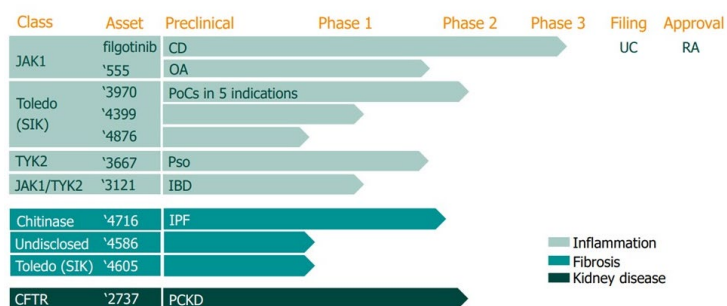 Class Asset Preclinical Phase 1 Phase 2 Phase 3 Filing Approval
JAK1 filgotinib CD UC RA
‘555 OA
Toledo (SIK) ‘3970 PoCs in 5 indications
‘4399
‘4876
TYK2 ‘3667 Pso
JAK1/TYK2 ‘3121 IBD
Chitinase ‘4716 IPF
Undisclosed ‘4586
Toledo (SIK) ‘4605
CFTR ‘2737 PCKD
Inflammation
Fibrosis
Kidney disease